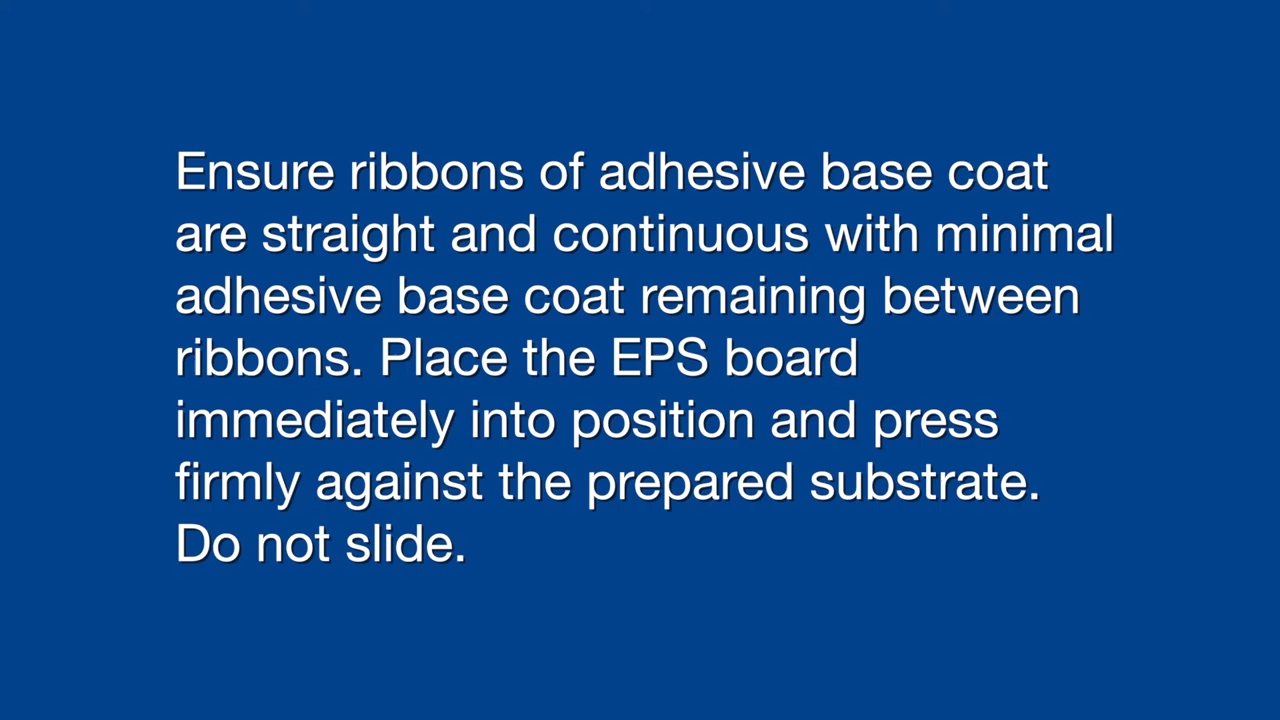 Ensure ribbons of adhesive base coat
are straight and continuous with minimal
adhesive base coat remaining between
ribbons. Place the EPS board
immediately into position and press
firmly against the prepared substrate.
Do not slide.